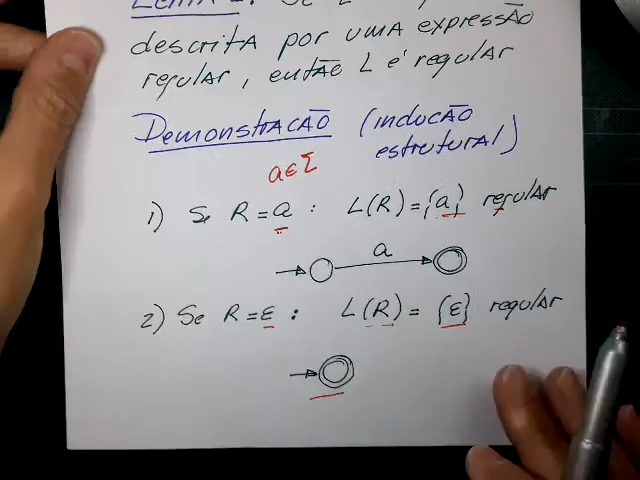 descrita por uma expressão
regular, então L é regular
Demonstração (indução
estrutural)
a∈Σ
1) Se R = a : L(R) = {a} regular
a
2) Se R = ε : L(R) = {ε} regular